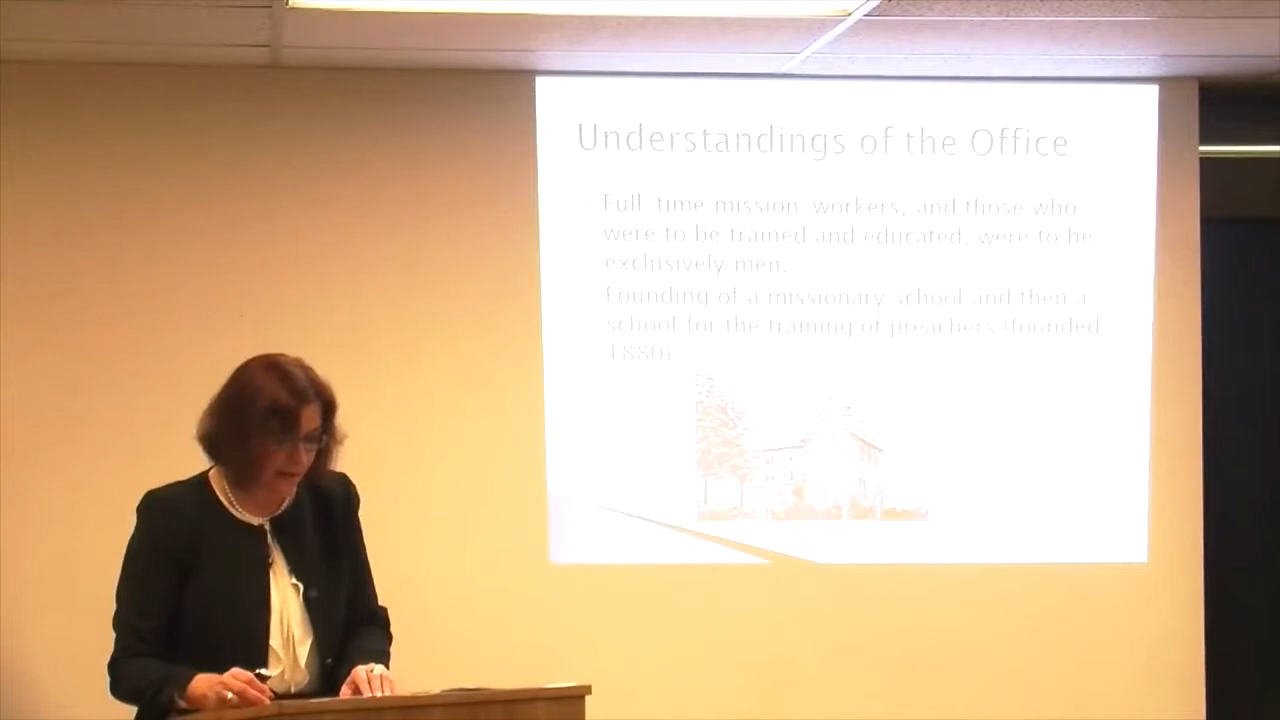 Understandings of the Office
Full-time mission workers, and those who
were to be trained and educated, were to be
exclusively men.
Founding of a missionary school and then a
school for the training of preachers (founded
1880)